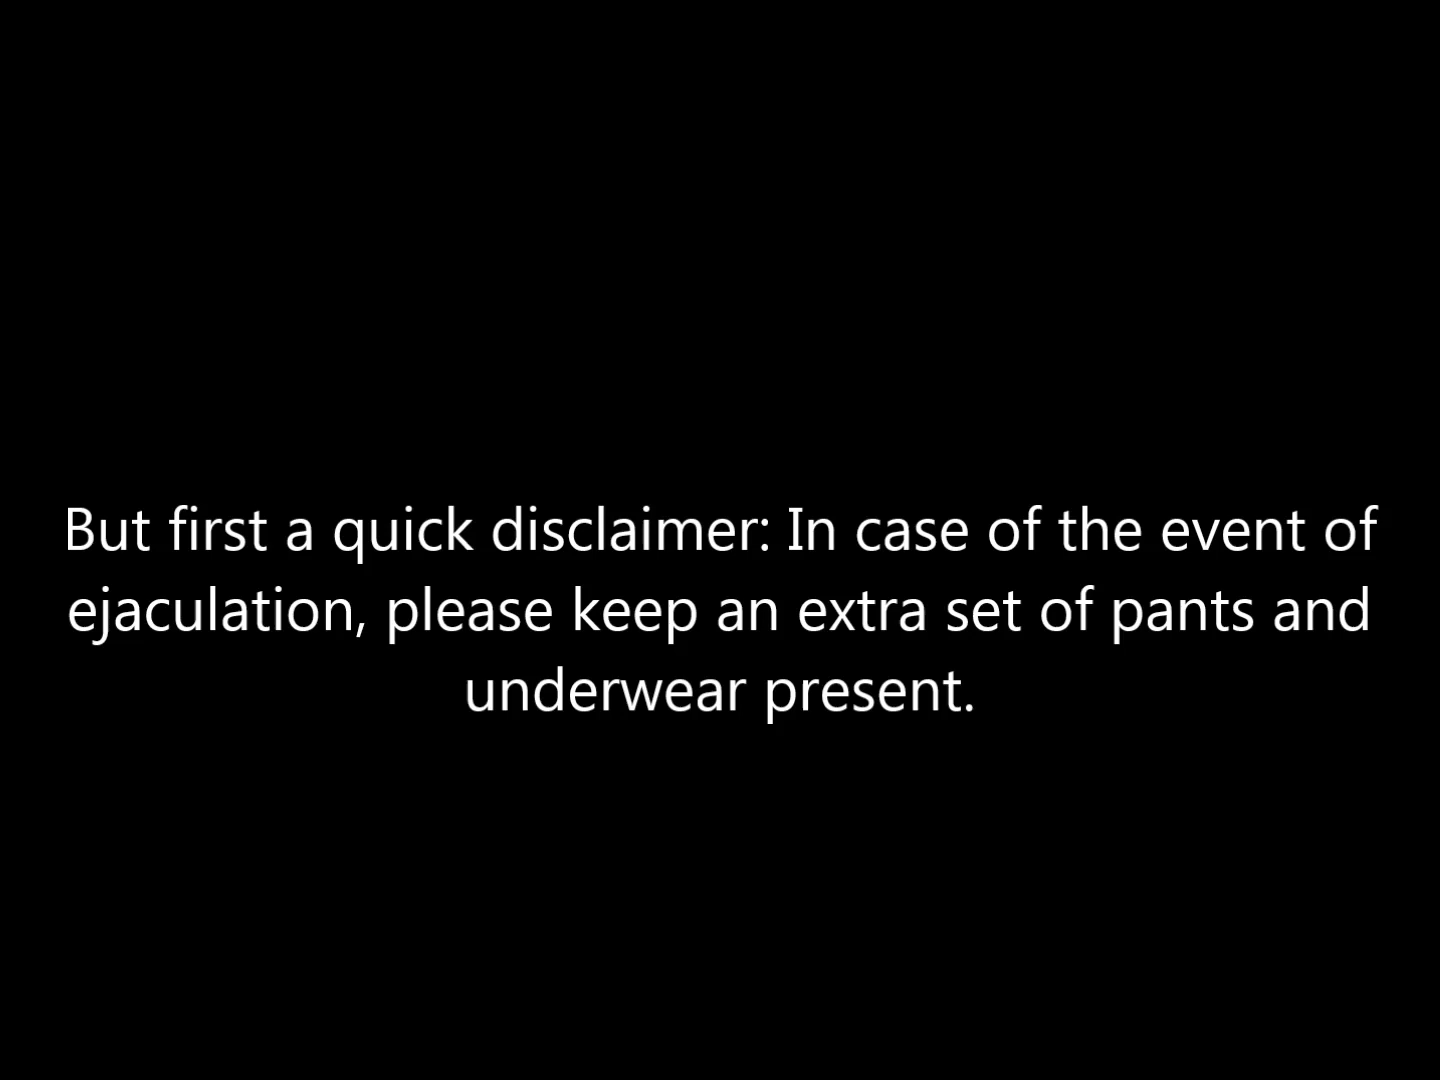 But first a quick disclaimer: In case of the event of
ejaculation, please keep an extra set of pants and
underwear present.